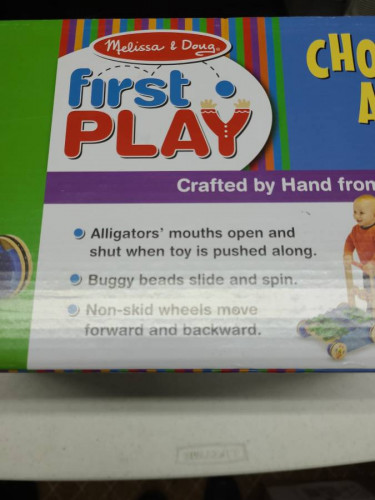 Melissa & Doug®
first
PLAY
CHO
A
Crafted by Hand from
Alligators' mouths open and
shut when toy is pushed along.
Buggy beads slide and spin.
Non-skid wheels move
forward and backward.